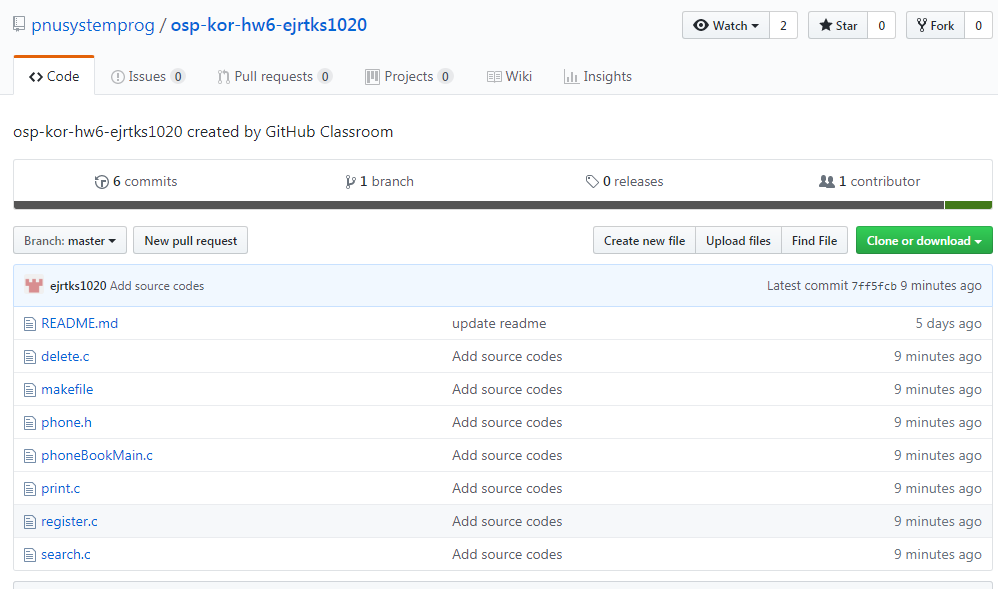 pnusystemprog / osp-kor-hw6-ejrtks1020 Watch 2 Star 0 Fork 0
Code Issues 0 Pull requests 0 Projects 0 Wiki Insights
osp-kor-hw6-ejrtks1020 created by GitHub Classroom
6 commits 1 branch 0 releases 1 contributor
Branch: master New pull request Create new file Upload files Find File Clone or download
ejrtks1020 Add source codes Latest commit 7ff5fcb 9 minutes ago
README.md update readme 5 days ago
delete.c Add source codes 9 minutes ago
makefile Add source codes 9 minutes ago
phone.h Add source codes 9 minutes ago
phoneBookMain.c Add source codes 9 minutes ago
print.c Add source codes 9 minutes ago
register.c Add source codes 9 minutes ago
search.c Add source codes 9 minutes ago